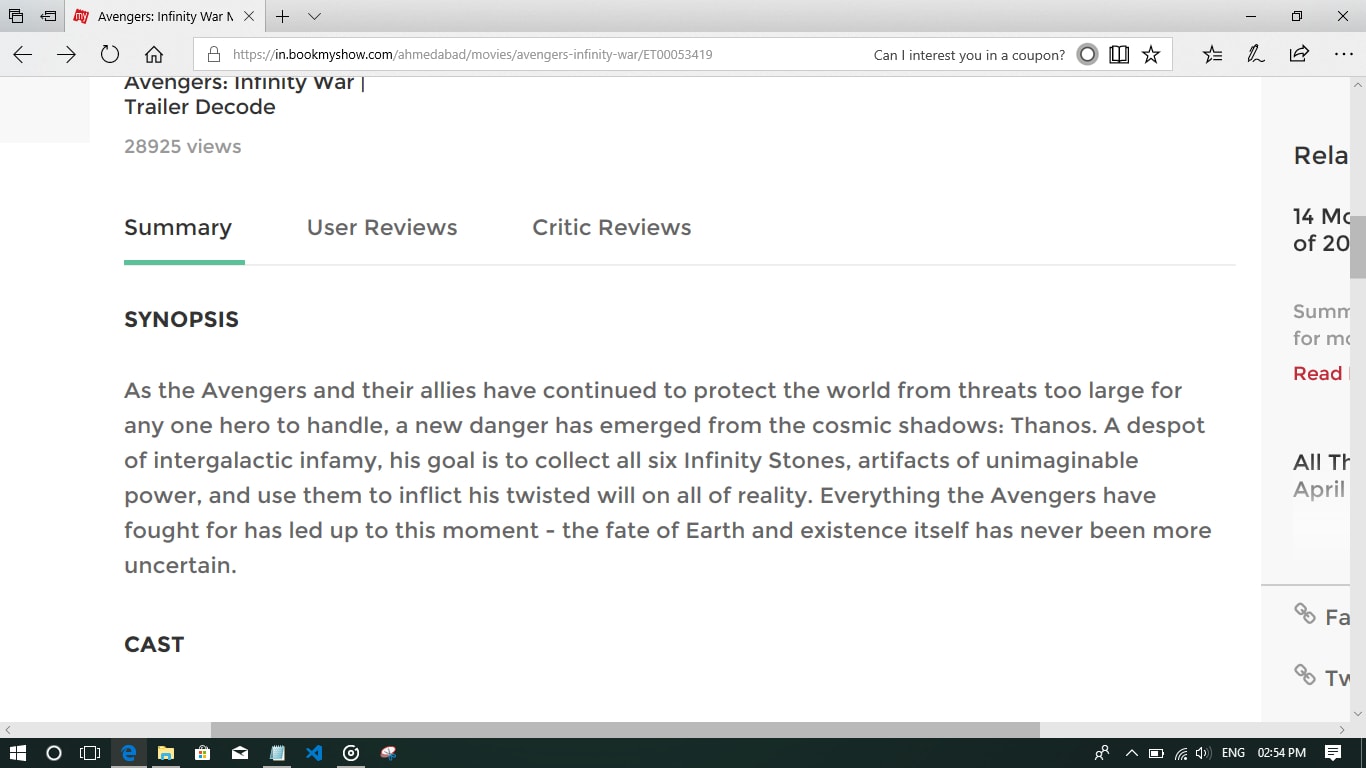 Avengers: Infinity War M
https://in.bookmyshow.com/ahmedabad/movies/avengers-infinity-war/ET00053419
Can I interest you in a coupon?
Avengers: Infinity War |
Trailer Decode
28925 views
Summary
User Reviews
Critic Reviews
SYNOPSIS
As the Avengers and their allies have continued to protect the world from threats too large for
any one hero to handle, a new danger has emerged from the cosmic shadows: Thanos. A despot
of intergalactic infamy, his goal is to collect all six Infinity Stones, artifacts of unimaginable
power, and use them to inflict his twisted will on all of reality. Everything the Avengers have
fought for has led up to this moment - the fate of Earth and existence itself has never been more
uncertain.
CAST
Rela
14 Mo
of 20
Summ
for mo
Read
All Th
April
Fa
Tw
ENG
02:54 PM